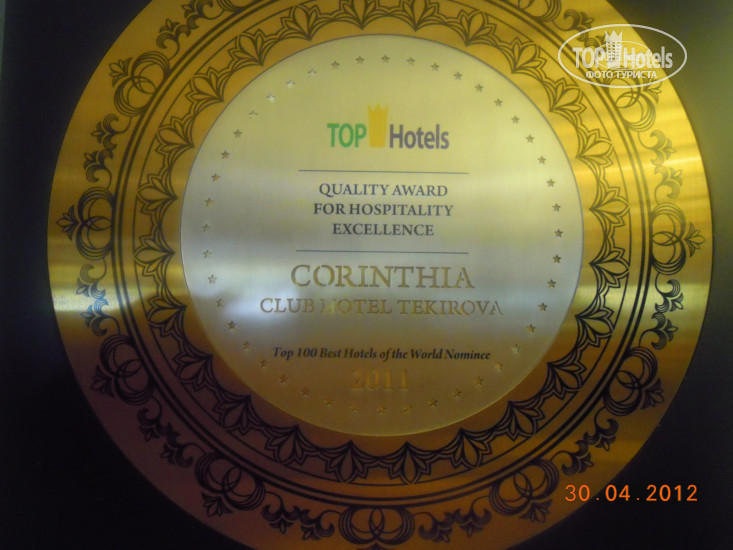 TOP Hotels
ФОТО ТУРИСТА
TOP Hotels
QUALITY AWARD
FOR HOSPITALITY
EXCELLENCE
CORINTHIA
CLUB HOTEL TEKIROVA
Top 100 Best Hotels of the World Nominee
2011
30.04.2012